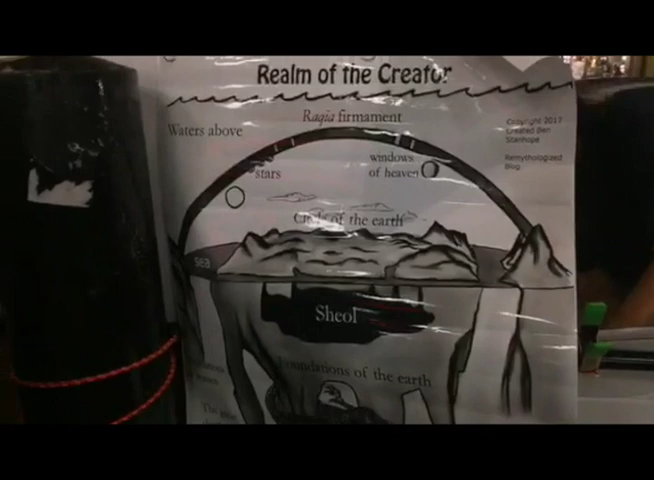 Realm of the Creator
Raqia firmament
Waters above
Copyright 2017
Created Ben
Stanhope
Remythologized
Blog
windows
of heaven
stars
Circle of the earth
sea
Sheol
Foundations of the earth
The